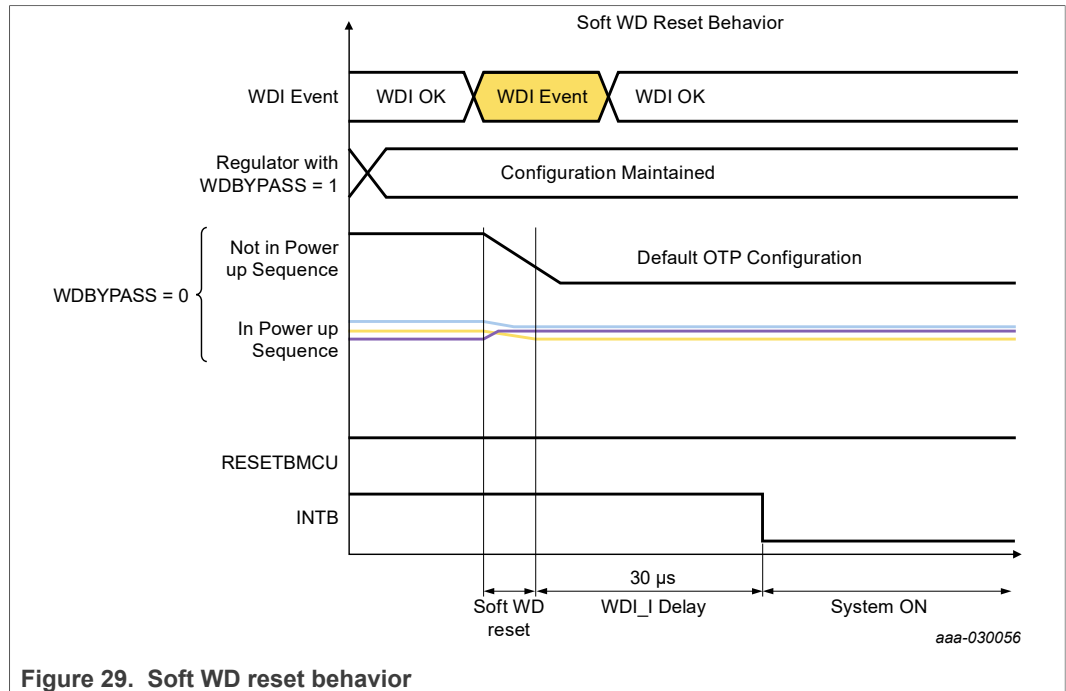 Soft WD Reset Behavior
WDI Event
WDI OK
WDI Event
WDI OK
Regulator with
WDBYPASS = 1
Configuration Maintained
WDBYPASS = 0
Not in Power
up Sequence
Default OTP Configuration
In Power up
Sequence
RESETBMCU
INTB
30 µs
Soft WD
reset
WDI_I Delay
System ON
aaa-030056
Figure 29. Soft WD reset behavior